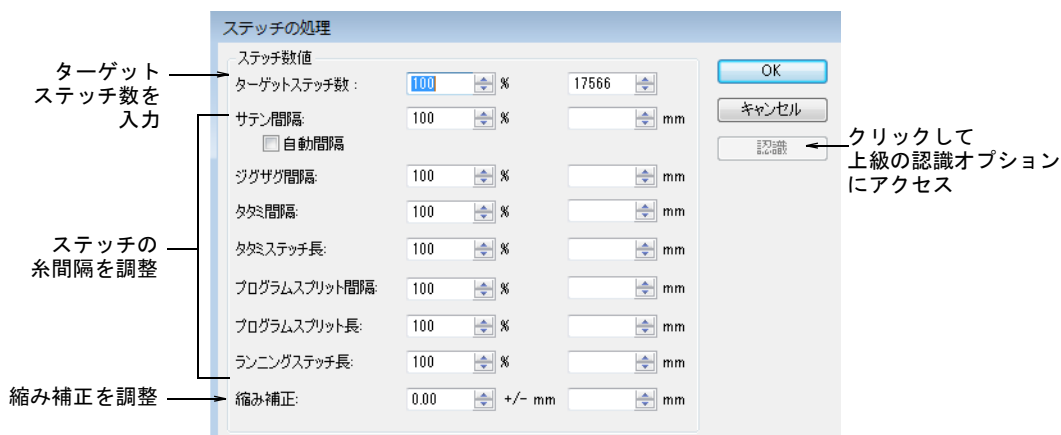 ステッチの処理
ステッチ数値
ターゲット
ステッチ数を
入力
ターゲットステッチ数: 100 % 17566
OK
サテン間隔: 100 % mm
キャンセル
自動間隔
認識
クリックして
上級の認識オプション
にアクセス
ジグザグ間隔: 100 %
タタミ間隔: 100 % mm
ステッチの
糸間隔を調整
タタミステッチ長: 100 % mm
プログラムスプリット間隔: 100 % mm
プログラムスプリット長: 100 % mm
ランニングステッチ長: 100 % mm
縮み補正を調整
縮み補正: 0.00 +/- mm mm